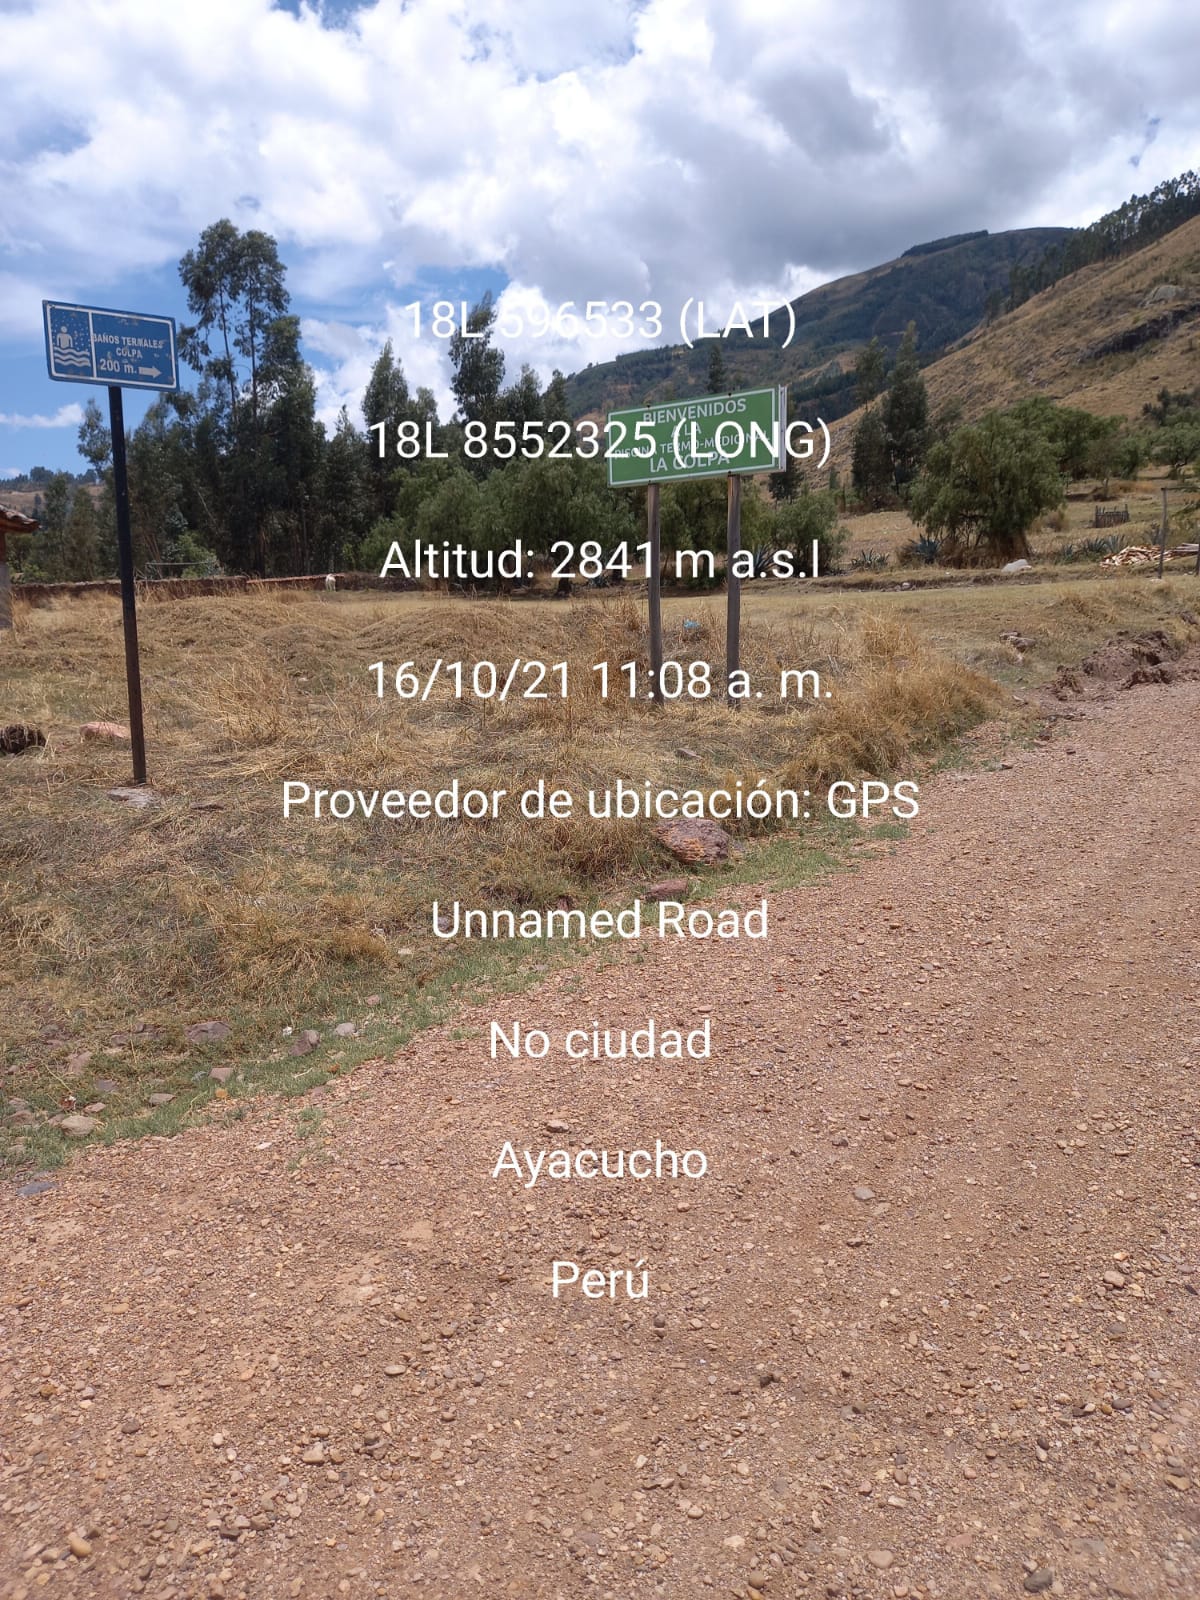 BAÑOS TERMALES
COLPA
200 m.
18L 596533 (LAT)
BIENVENIDOS
18L 8552325 (LONG)
LA COLPA
Altitud: 2841 m a.s.l
16/10/21 11:08 a. m.
Proveedor de ubicación: GPS
Unnamed Road
No ciudad
Ayacucho
Perú